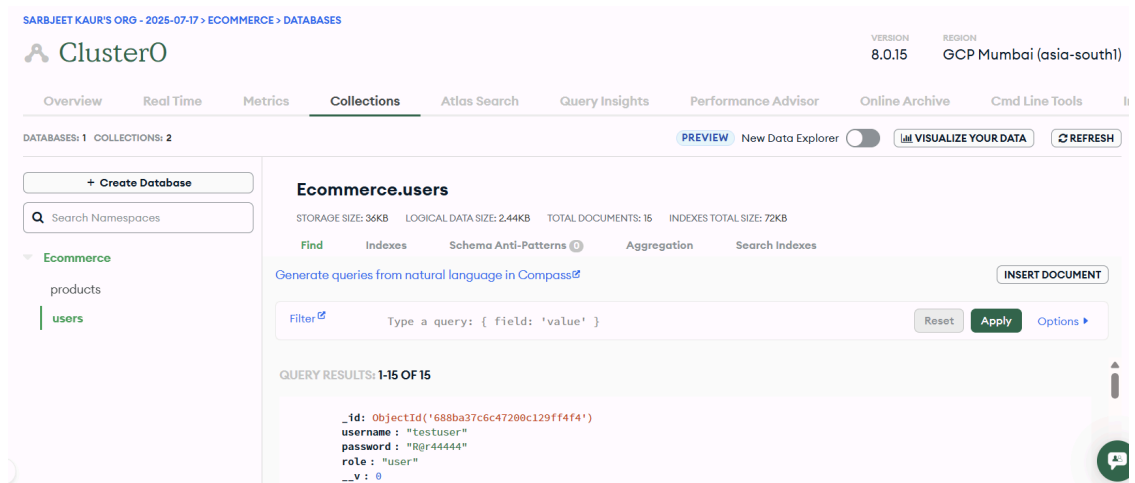 SARBJEET KAUR'S ORG - 2025-07-17 > ECOMMERCE > DATABASES
Cluster0
VERSION
8.0.15
REGION
GCP Mumbai (asia-south1)
Overview Real Time Metrics Collections Atlas Search Query Insights Performance Advisor Online Archive Cmd Line Tools
DATABASES: 1 COLLECTIONS: 2
PREVIEW New Data Explorer VISUALIZE YOUR DATA REFRESH
+ Create Database
Search Namespaces
Ecommerce
products
users
Ecommerce.users
STORAGE SIZE: 36KB LOGICAL DATA SIZE: 2.44KB TOTAL DOCUMENTS: 15 INDEXES TOTAL SIZE: 72KB
Find Indexes Schema Anti-Patterns 0 Aggregation Search Indexes
Generate queries from natural language in Compass
INSERT DOCUMENT
Filter Type a query: { field: 'value' } Reset Apply Options
QUERY RESULTS: 1-15 OF 15
_id: ObjectId('688ba37c6c47200c129ff4f4')
username : "testuser"
password : "R@r44444"
role : "user"
__v : 0